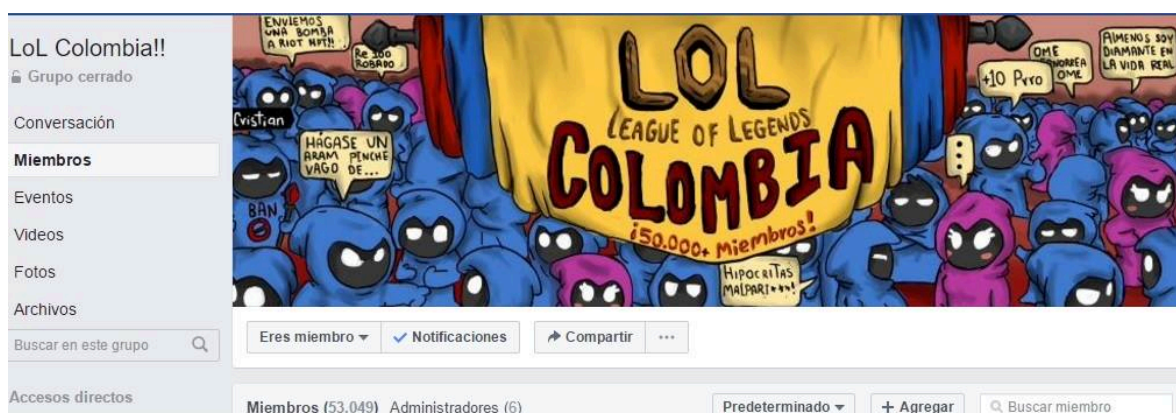 LoL Colombia!!
Grupo cerrado
Conversación
Miembros
Eventos
Videos
Fotos
Archivos
Buscar en este grupo
Accesos directos
ENVIEMOS
UNA BOMBA
A RIOT HPT!!
Re 100
ROBADO
Cristian
HÁGASE UN
ARAM PINCHE
VAGO DE...
BAN
LOL
LEAGUE OF LEGENDS
COLOMBIA
¡50.000+ Miembros!
HIPOCRITAS
MALPARI***!
+10 Prro
OME
OME
ALMENOS SOY
DIAMANTE EN
LA VIDA REAL
Eres miembro
Notificaciones
Compartir
Miembros (53.049) Administradores (6)
Predeterminado
+ Agregar
Buscar miembro